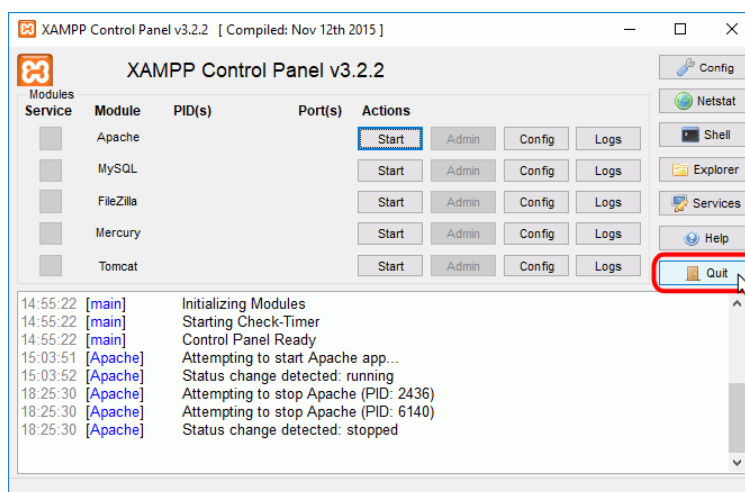 XAMPP Control Panel v3.2.2 [ Compiled: Nov 12th 2015 ]
XAMPP Control Panel v3.2.2
Config
Modules
Service Module PID(s) Port(s) Actions
Netstat
Apache Start Admin Config Logs
Shell
MySQL Start Admin Config Logs
Explorer
FileZilla Start Admin Config Logs
Services
Mercury Start Admin Config Logs
Help
Tomcat Start Admin Config Logs
Quit
14:55:22 [main] Initializing Modules
14:55:22 [main] Starting Check-Timer
14:55:22 [main] Control Panel Ready
15:03:51 [Apache] Attempting to start Apache app...
15:03:52 [Apache] Status change detected: running
18:25:30 [Apache] Attempting to stop Apache (PID: 2436)
18:25:30 [Apache] Attempting to stop Apache (PID: 6140)
18:25:30 [Apache] Status change detected: stopped